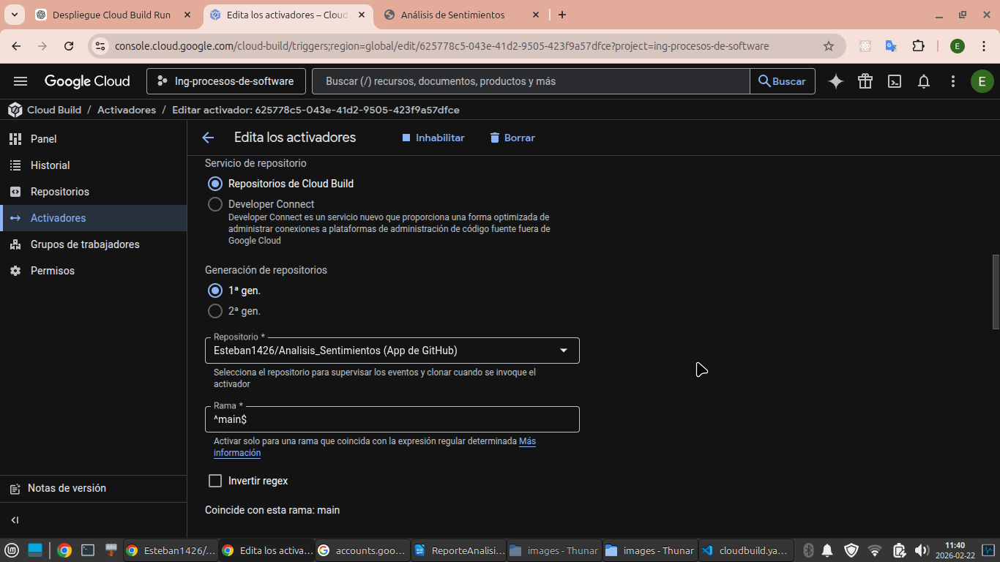 Despliegue Cloud Build Run
Edita los activadores – Cloud
Análisis de Sentimientos
console.cloud.google.com/cloud-build/triggers;region=global/edit/625778c5-043e-41d2-9505-423f9a57dfce?project=ing-procesos-de-software
E
Google Cloud
Ing-procesos-de-software
Buscar (/) recursos, documentos, productos y más
Buscar
E
Cloud Build / Activadores / Editar activador: 625778c5-043e-41d2-9505-423f9a57dfce
Panel
Historial
Repositorios
Activadores
Grupos de trabajadores
Permisos
Notas de versión
Edita los activadores
Inhabilitar
Borrar
Servicio de repositorio
Repositorios de Cloud Build
Developer Connect
Developer Connect es un servicio nuevo que proporciona una forma optimizada de
administrar conexiones a plataformas de administración de código fuente fuera de
Google Cloud
Generación de repositorios
1ª gen.
2ª gen.
Repositorio *
Esteban1426/Analisis_Sentimientos (App de GitHub)
Selecciona el repositorio para supervisar los eventos y clonar cuando se invoque el
activador
Rama *
^main$
Activar solo para una rama que coincida con la expresión regular determinada Más
información
Invertir regex
Coincide con esta rama: main
Esteban1426/...
Edita los activa...
accounts.goo...
ReporteAnalisi...
images - Thunar
images - Thunar
cloudbuild.ya...
11:40
2026-02-22